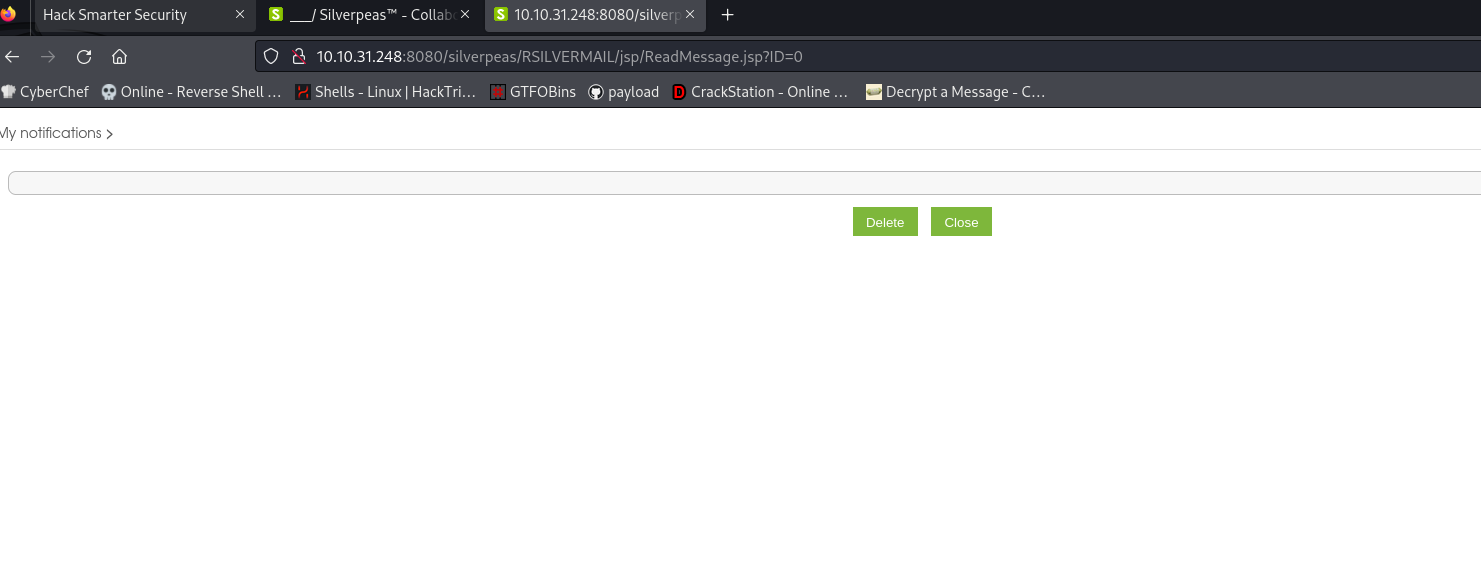 Hack Smarter Security
___/ Silverpeas™ - Collabo
10.10.31.248:8080/silverp
10.10.31.248:8080/silverpeas/RSILVERMAIL/jsp/ReadMessage.jsp?ID=0
CyberChef Online - Reverse Shell … Shells - Linux | HackTri… GTFOBins payload CrackStation - Online … Decrypt a Message - C…
My notifications >
Delete Close